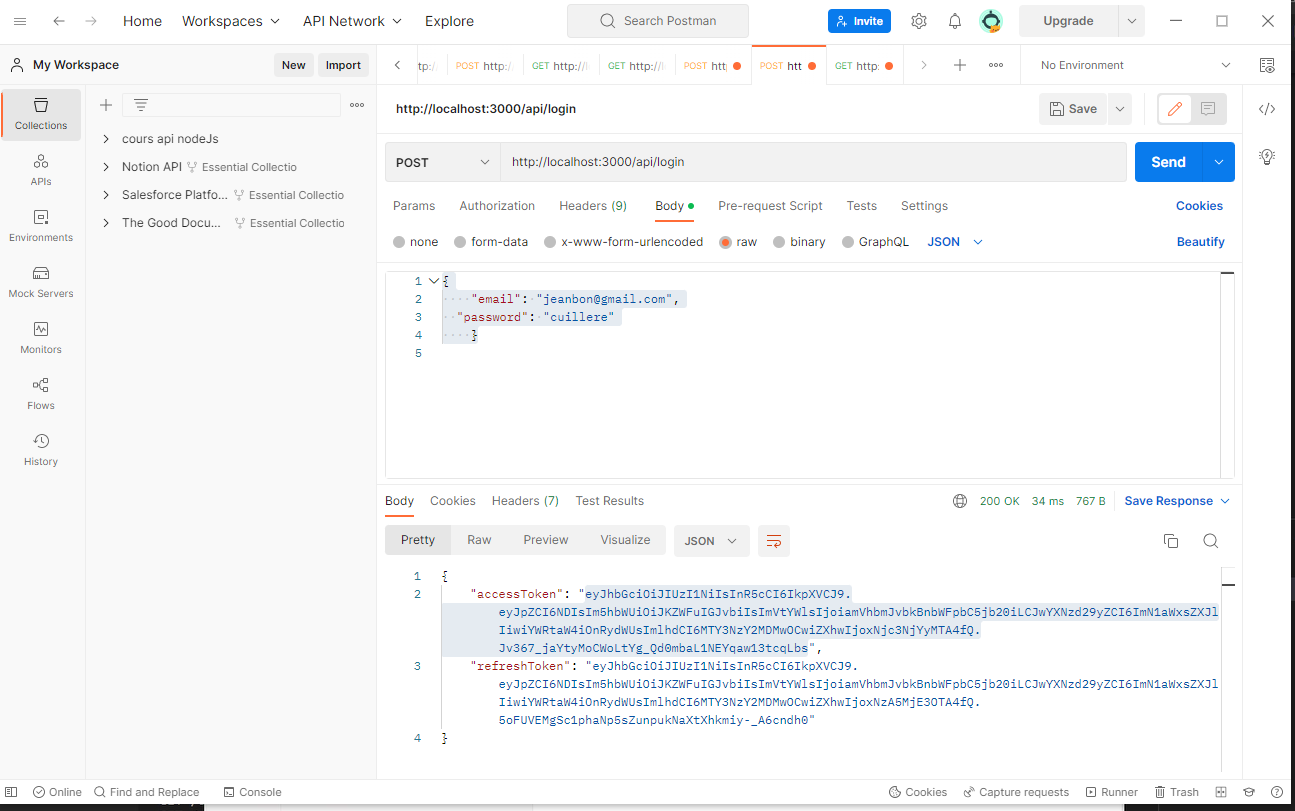 Home Workspaces API Network Explore Search Postman Invite Upgrade
My Workspace New Import
POST http:/ GET http://l GET http://l POST htt POST htt GET http: No Environment
Collections
APIs
Environments
Mock Servers
Monitors
Flows
History
cours api nodeJs
Notion API Essential Collectio
Salesforce Platfo... Essential Collectio
The Good Docu... Essential Collectio
http://localhost:3000/api/login Save
POST http://localhost:3000/api/login Send
Params Authorization Headers (9) Body Pre-request Script Tests Settings Cookies
none form-data x-www-form-urlencoded raw binary GraphQL JSON Beautify
1 {
2 "email": "jeanbon@gmail.com",
3 "password": "cuillere"
4 }
5
Body Cookies Headers (7) Test Results 200 OK 34 ms 767 B Save Response
Pretty Raw Preview Visualize JSON
1 {
2 "accessToken": "eyJhbGciOiJIUzI1NiIsInR5cCI6IkpXVCJ9.
eyJpZCI6NDIsIm5hbWUiOiJKZWFuIGJvbiIsImVtYWlsIjoiamVhbmJvbkBnbWFpbC5jb20iLCJwYXNzd29yZCI6ImN1aWxsZXJl
IiwiYWRtaW4iOnRydWUsImlhdCI6MTY3NzY2MDMwOCwiZXhwIjoxNjc3NjYyMTA4fQ.
Jv367_jaYtyMoCWoLtYg_Qd0mbaL1NEYqaw13tcqLbs",
3 "refreshToken": "eyJhbGciOiJIUzI1NiIsInR5cCI6IkpXVCJ9.
eyJpZCI6NDIsIm5hbWUiOiJKZWFuIGJvbiIsImVtYWlsIjoiamVhbmJvbkBnbWFpbC5jb20iLCJwYXNzd29yZCI6ImN1aWxsZXJl
IiwiYWRtaW4iOnRydWUsImlhdCI6MTY3NzY2MDMwOCwiZXhwIjoxNzA5MjE3OTA4fQ.
5oFUVEMgSc1phaNp5sZunpukNaXtXhkmiy-_A6cndh0"
4 }
Online Find and Replace Console Cookies Capture requests Runner Trash